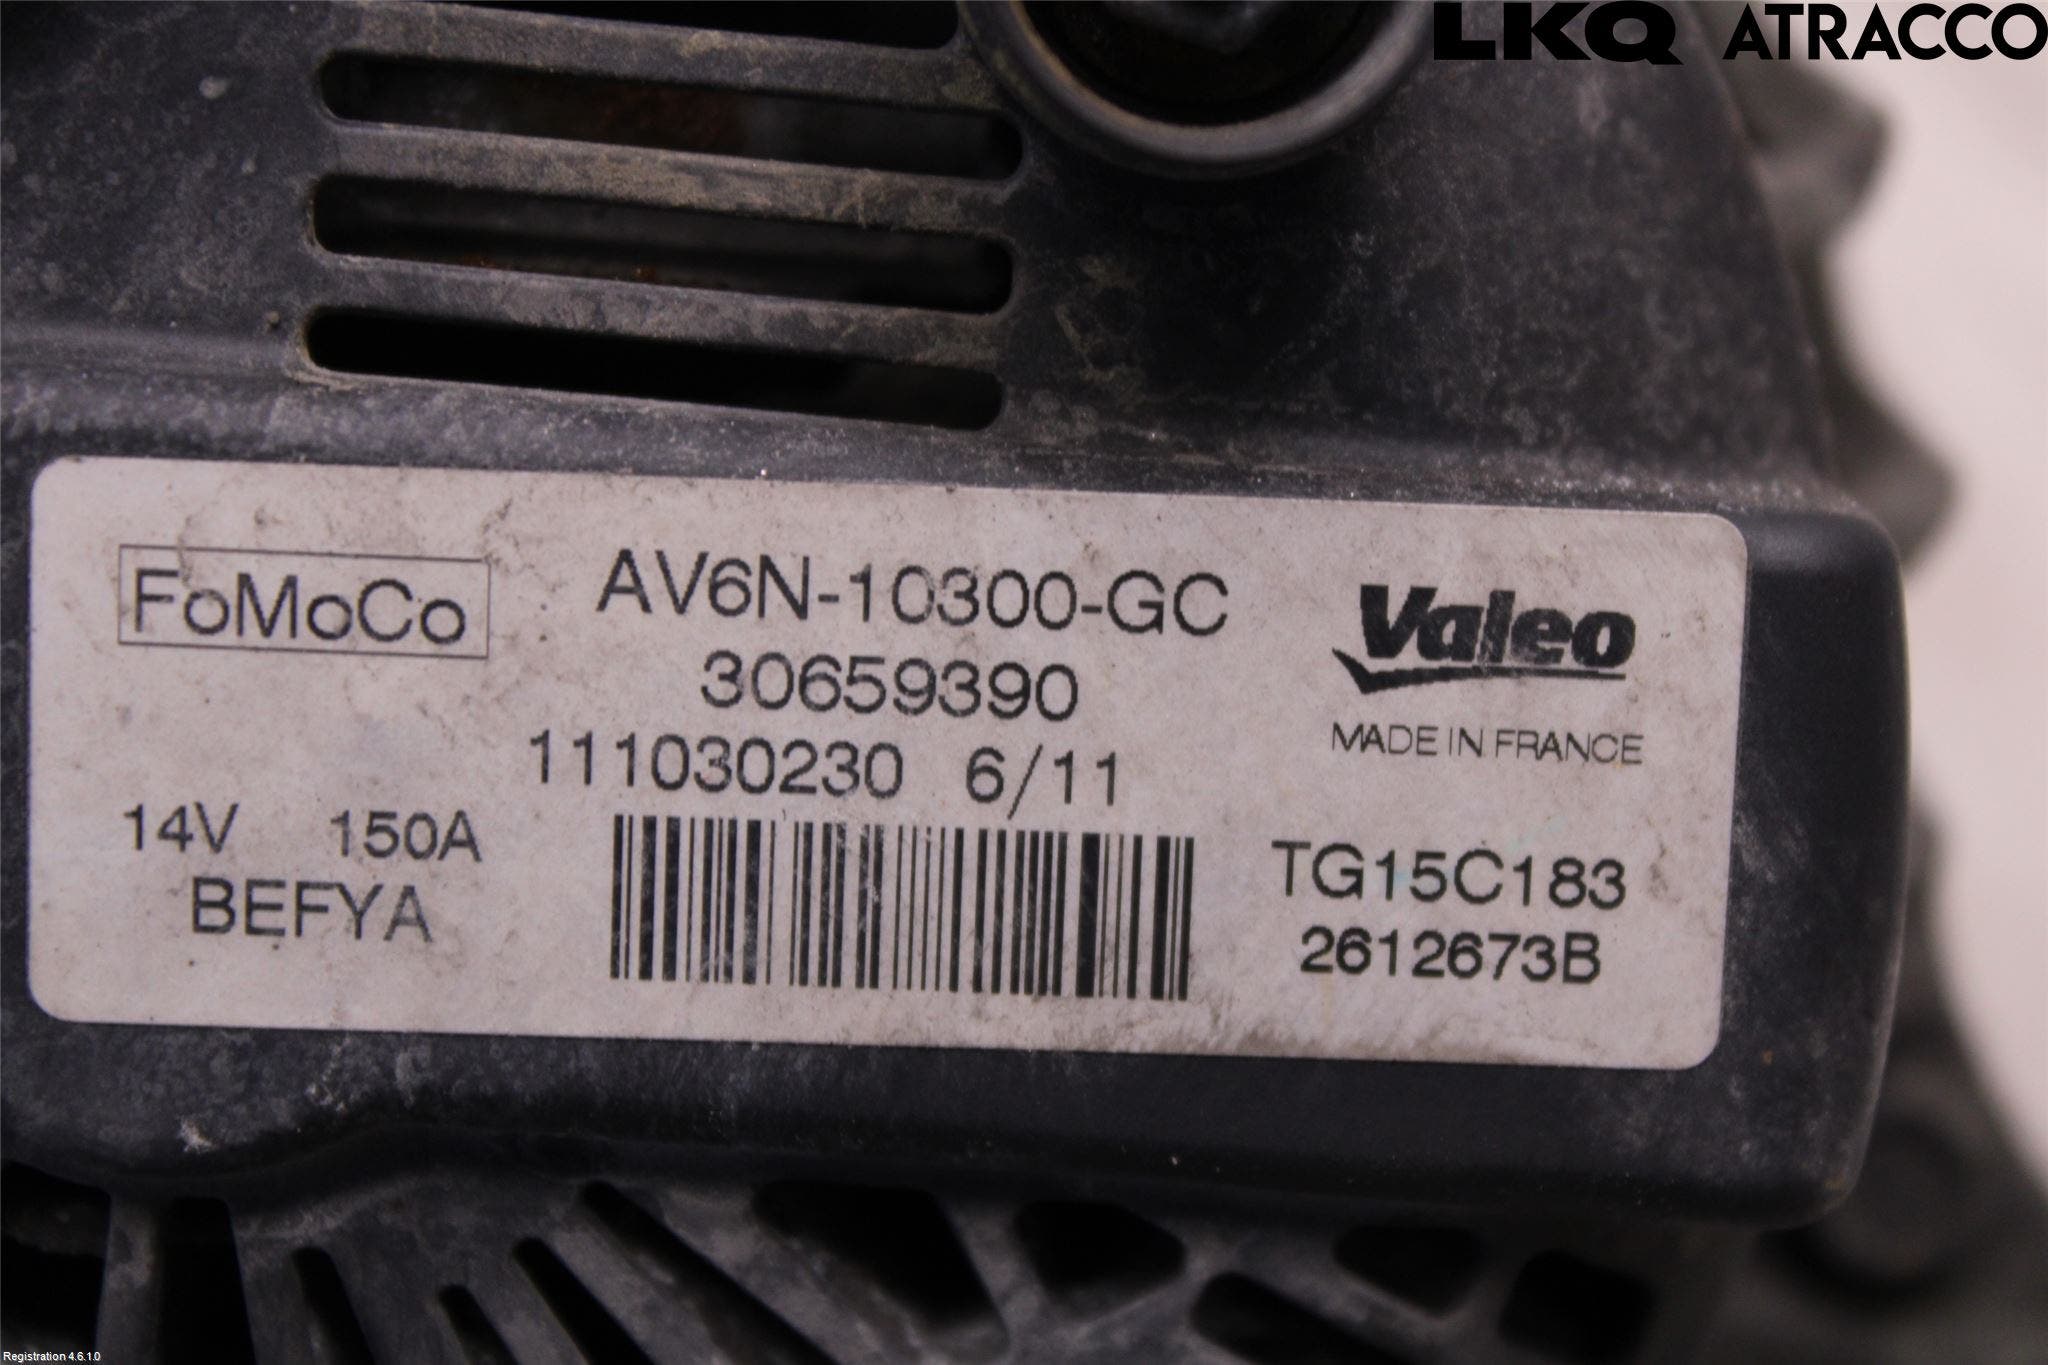 LKQ ATRACCO
FoMoCo
AV6N-10300-GC
30659390
111030230 6/11
Valeo
MADE IN FRANCE
14V 150A
BEFYA
TG15C183
2612673B
Registration 4.6.1.0